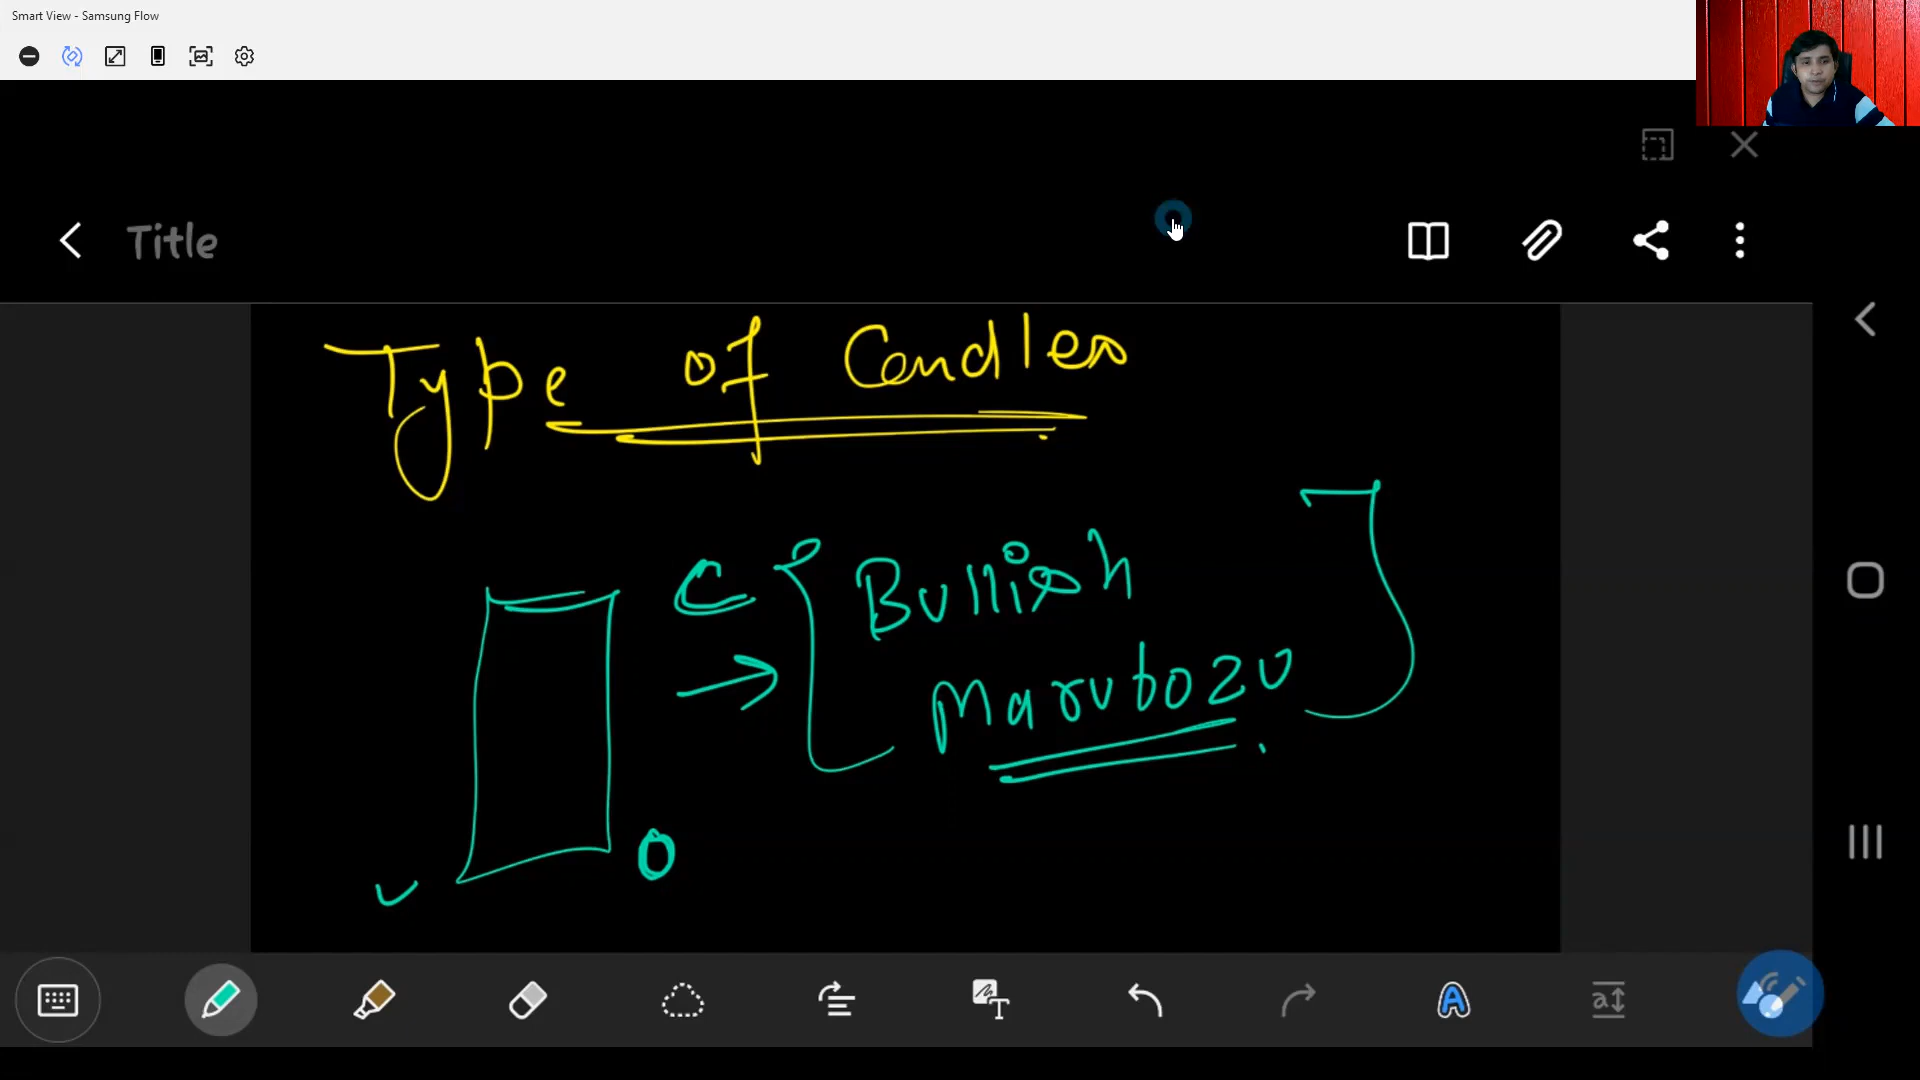 Smart View - Samsung Flow
Title
Type of Candles
C { Bullish
→ Marubozu
O